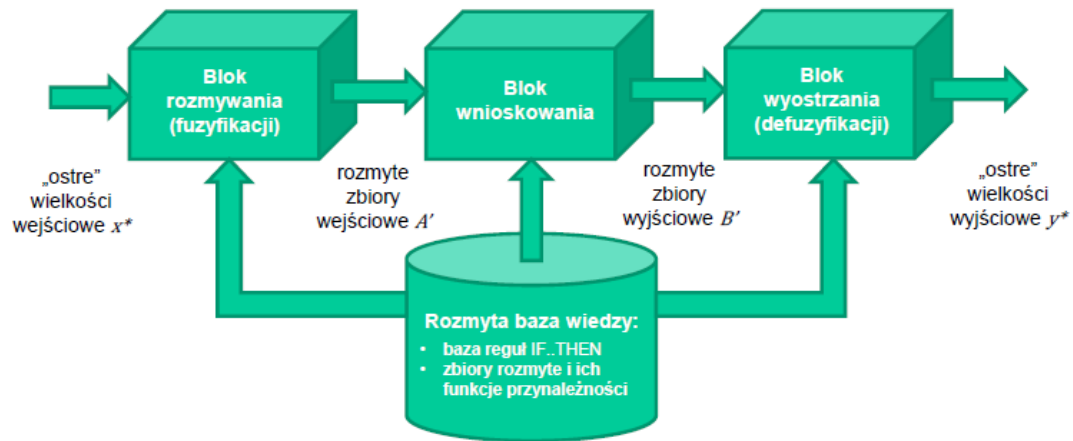 Blok
rozmywania
(fuzyfikacji)
Blok
wnioskowania
Blok
wyostrzania
(defuzyfikacji)
„ostre”
wielkości
wejściowe x*
rozmyte
zbiory
wejściowe A’
rozmyte
zbiory
wyjściowe B’
„ostre”
wielkości
wyjściowe y*
Rozmyta baza wiedzy:
• baza reguł IF..THEN
• zbiory rozmyte i ich
funkcje przynależności